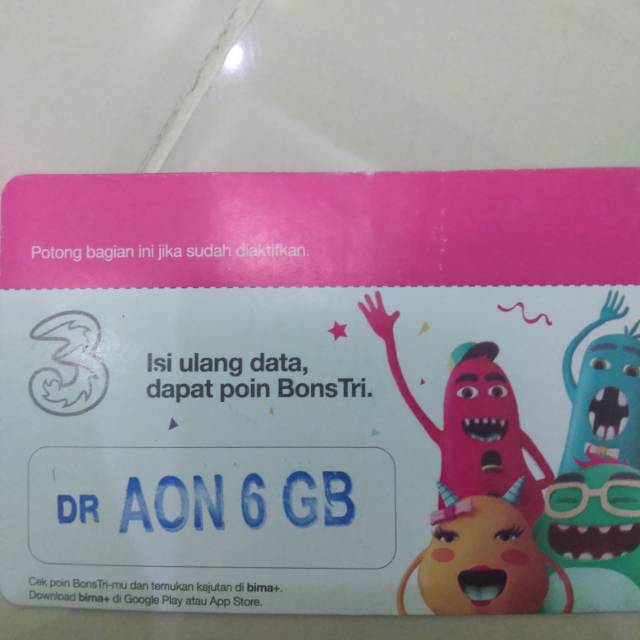 Potong bagian ini jika sudah diaktifkan.
3
Isi ulang data,
dapat poin BonsTri.
DR AON 6 GB
Cek poin BonsTri-mu dan temukan kejutan di bima+.
Download bima+ di Google Play atau App Store.